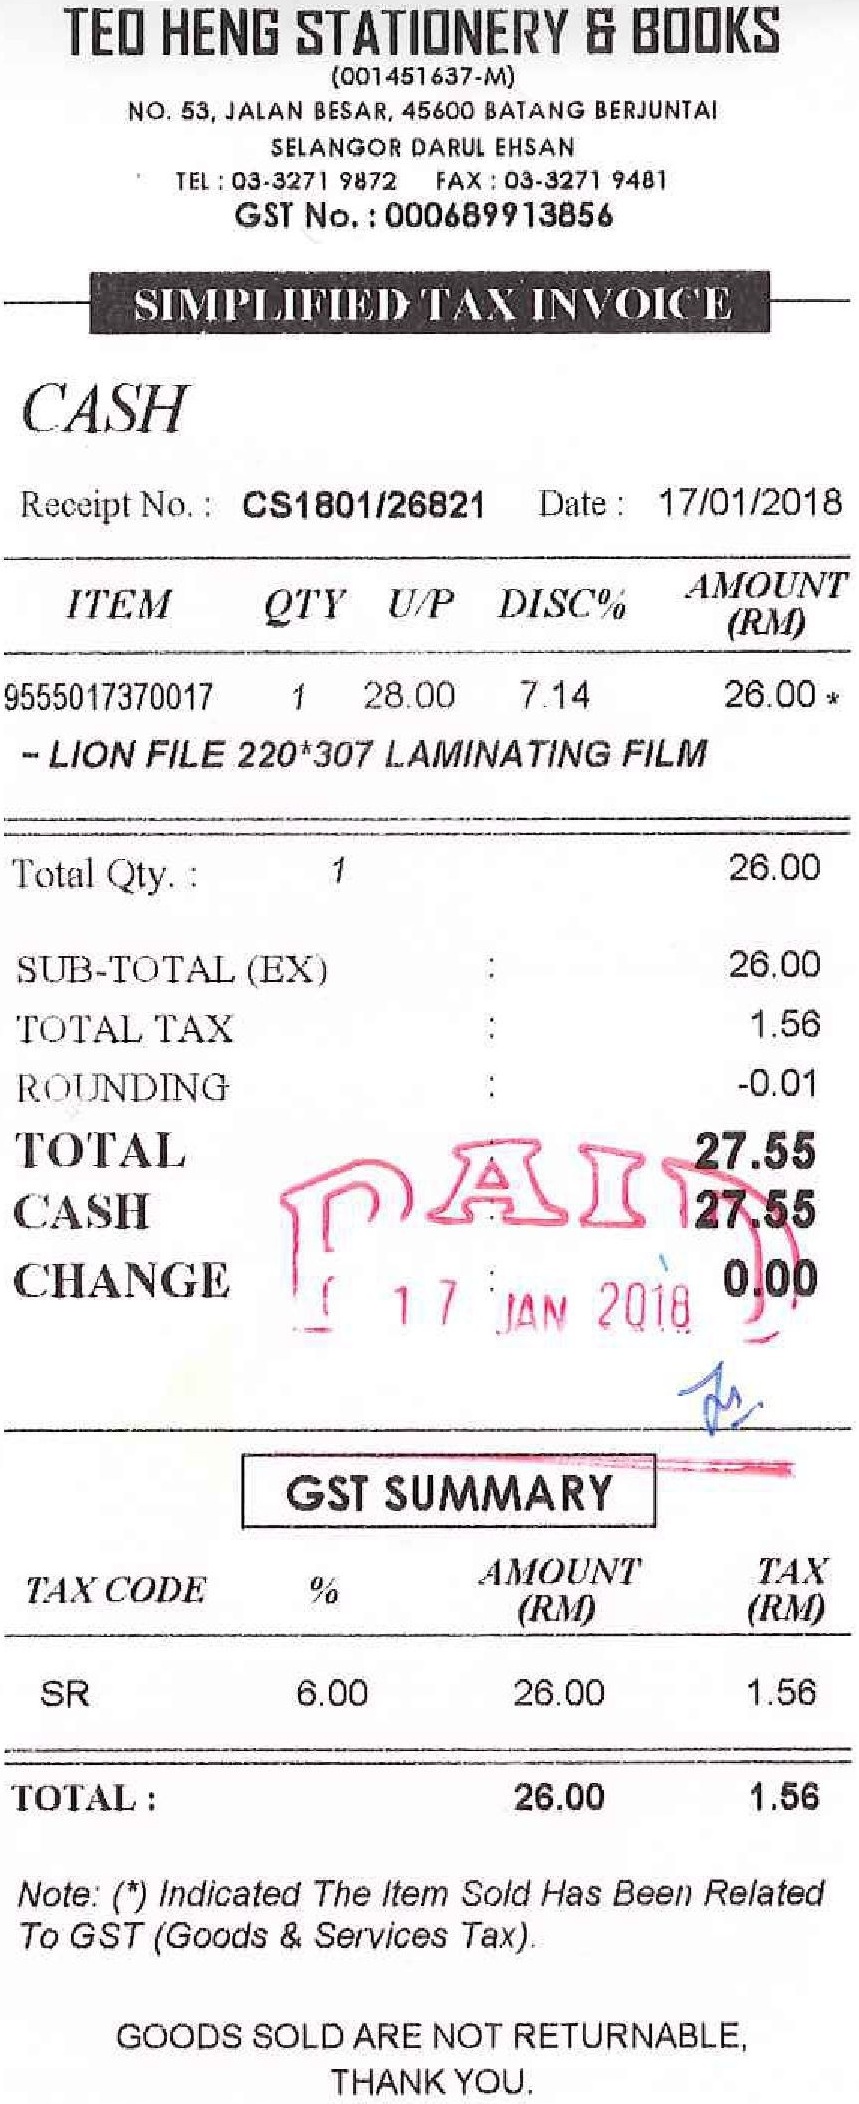 TEO HENG STATIONERY & BOOKS
(001451637-M)
NO. 53, JALAN BESAR, 45600 BATANG BERJUNTAI
SELANGOR DARUL EHSAN
TEL : 03-3271 9872 FAX : 03-3271 9481
GST No. : 000689913856
SIMPLIFIED TAX INVOICE
CASH
Receipt No. : CS1801/26821 Date : 17/01/2018
ITEM QTY U/P DISC% AMOUNT (RM)
9555017370017 1 28.00 7.14 26.00 *
- LION FILE 220*307 LAMINATING FILM
Total Qty. : 1 26.00
SUB-TOTAL (EX) : 26.00
TOTAL TAX : 1.56
ROUNDING : -0.01
TOTAL : 27.55
CASH : 27.55
CHANGE : 0.00
PAID
17 JAN 2018
GST SUMMARY
TAX CODE % AMOUNT (RM) TAX (RM)
SR 6.00 26.00 1.56
TOTAL : 26.00 1.56
Note: (*) Indicated The Item Sold Has Been Related
To GST (Goods & Services Tax).
GOODS SOLD ARE NOT RETURNABLE,
THANK YOU.